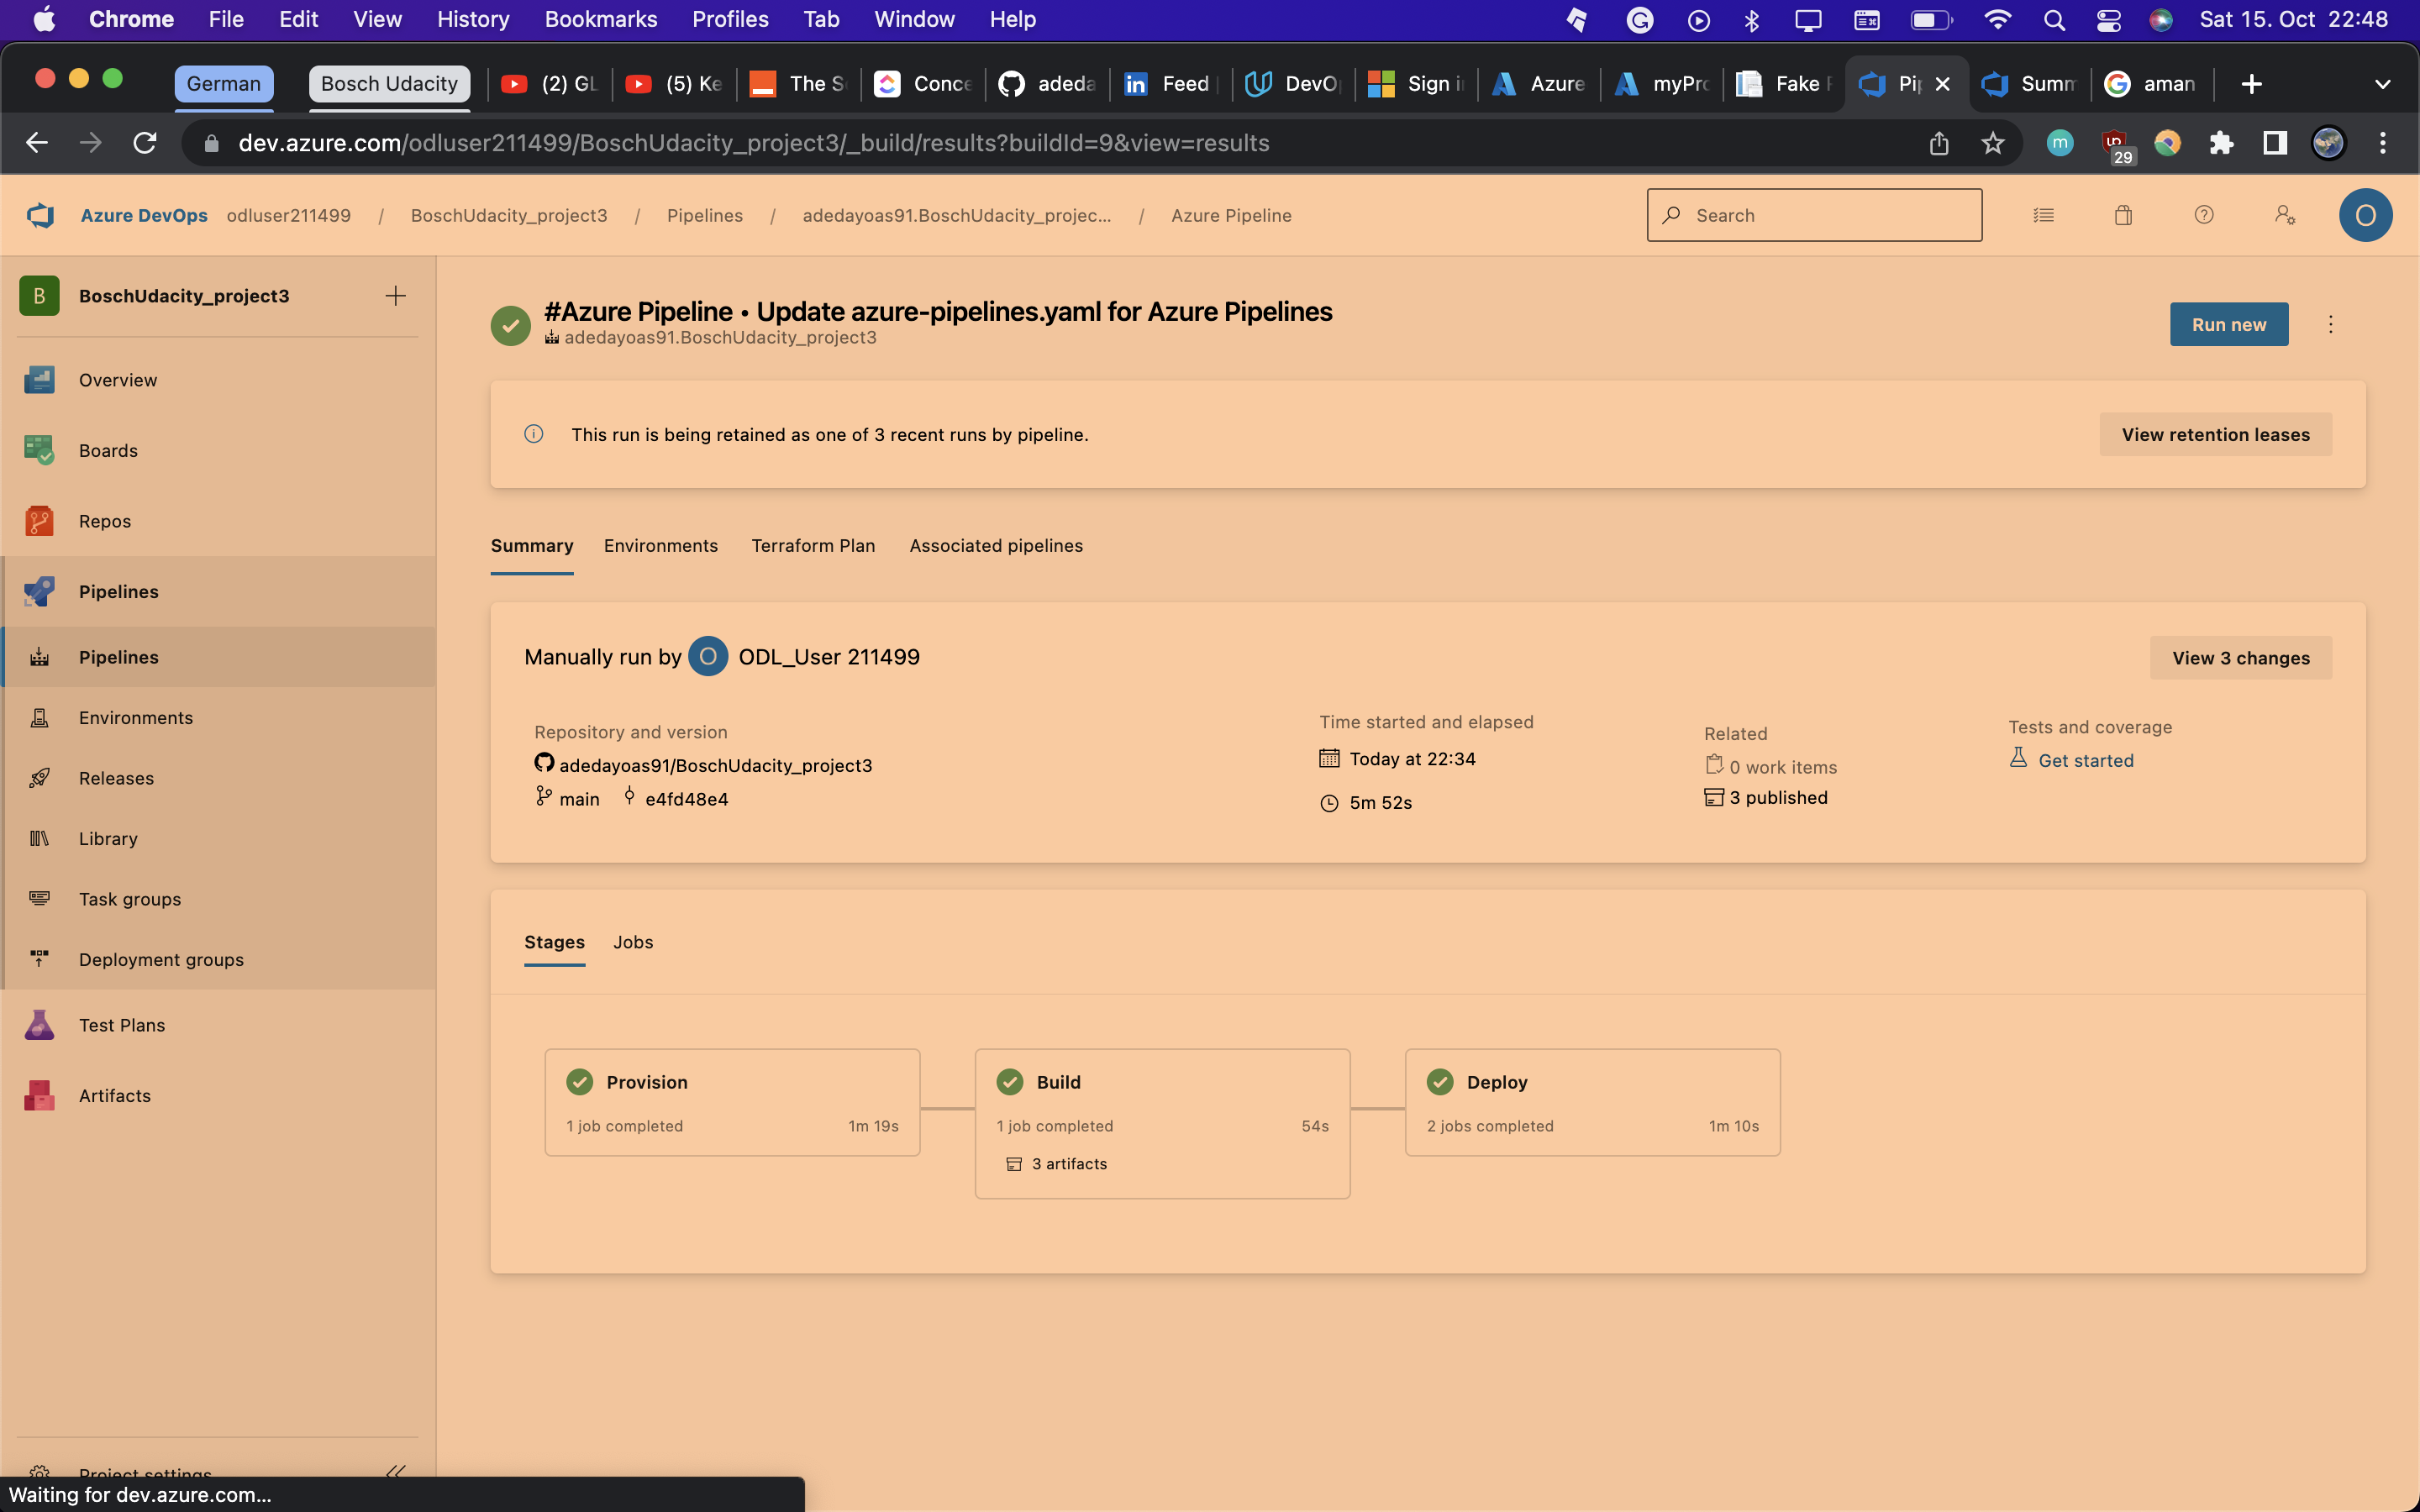 Chrome File Edit View History Bookmarks Profiles Tab Window Help Sat 15. Oct 22:48
German Bosch Udacity (2) GL (5) Ke The S Conce adeda Feed DevO Sign i Azure myPro Fake Pip Summ aman
dev.azure.com/odluser211499/BoschUdacity_project3/_build/results?buildId=9&view=results
m
29
Azure DevOps odluser211499 / BoschUdacity_project3 / Pipelines / adedayoas91.BoschUdacity_projec... / Azure Pipeline
Search
O
B BoschUdacity_project3
Overview
Boards
Repos
Pipelines
Pipelines
Environments
Releases
Library
Task groups
Deployment groups
Test Plans
Artifacts
Project settings
#Azure Pipeline • Update azure-pipelines.yaml for Azure Pipelines
adedayoas91.BoschUdacity_project3
Run new
This run is being retained as one of 3 recent runs by pipeline.
View retention leases
Summary Environments Terraform Plan Associated pipelines
Manually run by O ODL_User 211499
View 3 changes
Repository and version
adedayoas91/BoschUdacity_project3
main e4fd48e4
Time started and elapsed
Today at 22:34
5m 52s
Related
0 work items
3 published
Tests and coverage
Get started
Stages Jobs
Provision
1 job completed 1m 19s
Build
1 job completed 54s
3 artifacts
Deploy
2 jobs completed 1m 10s
Waiting for dev.azure.com...